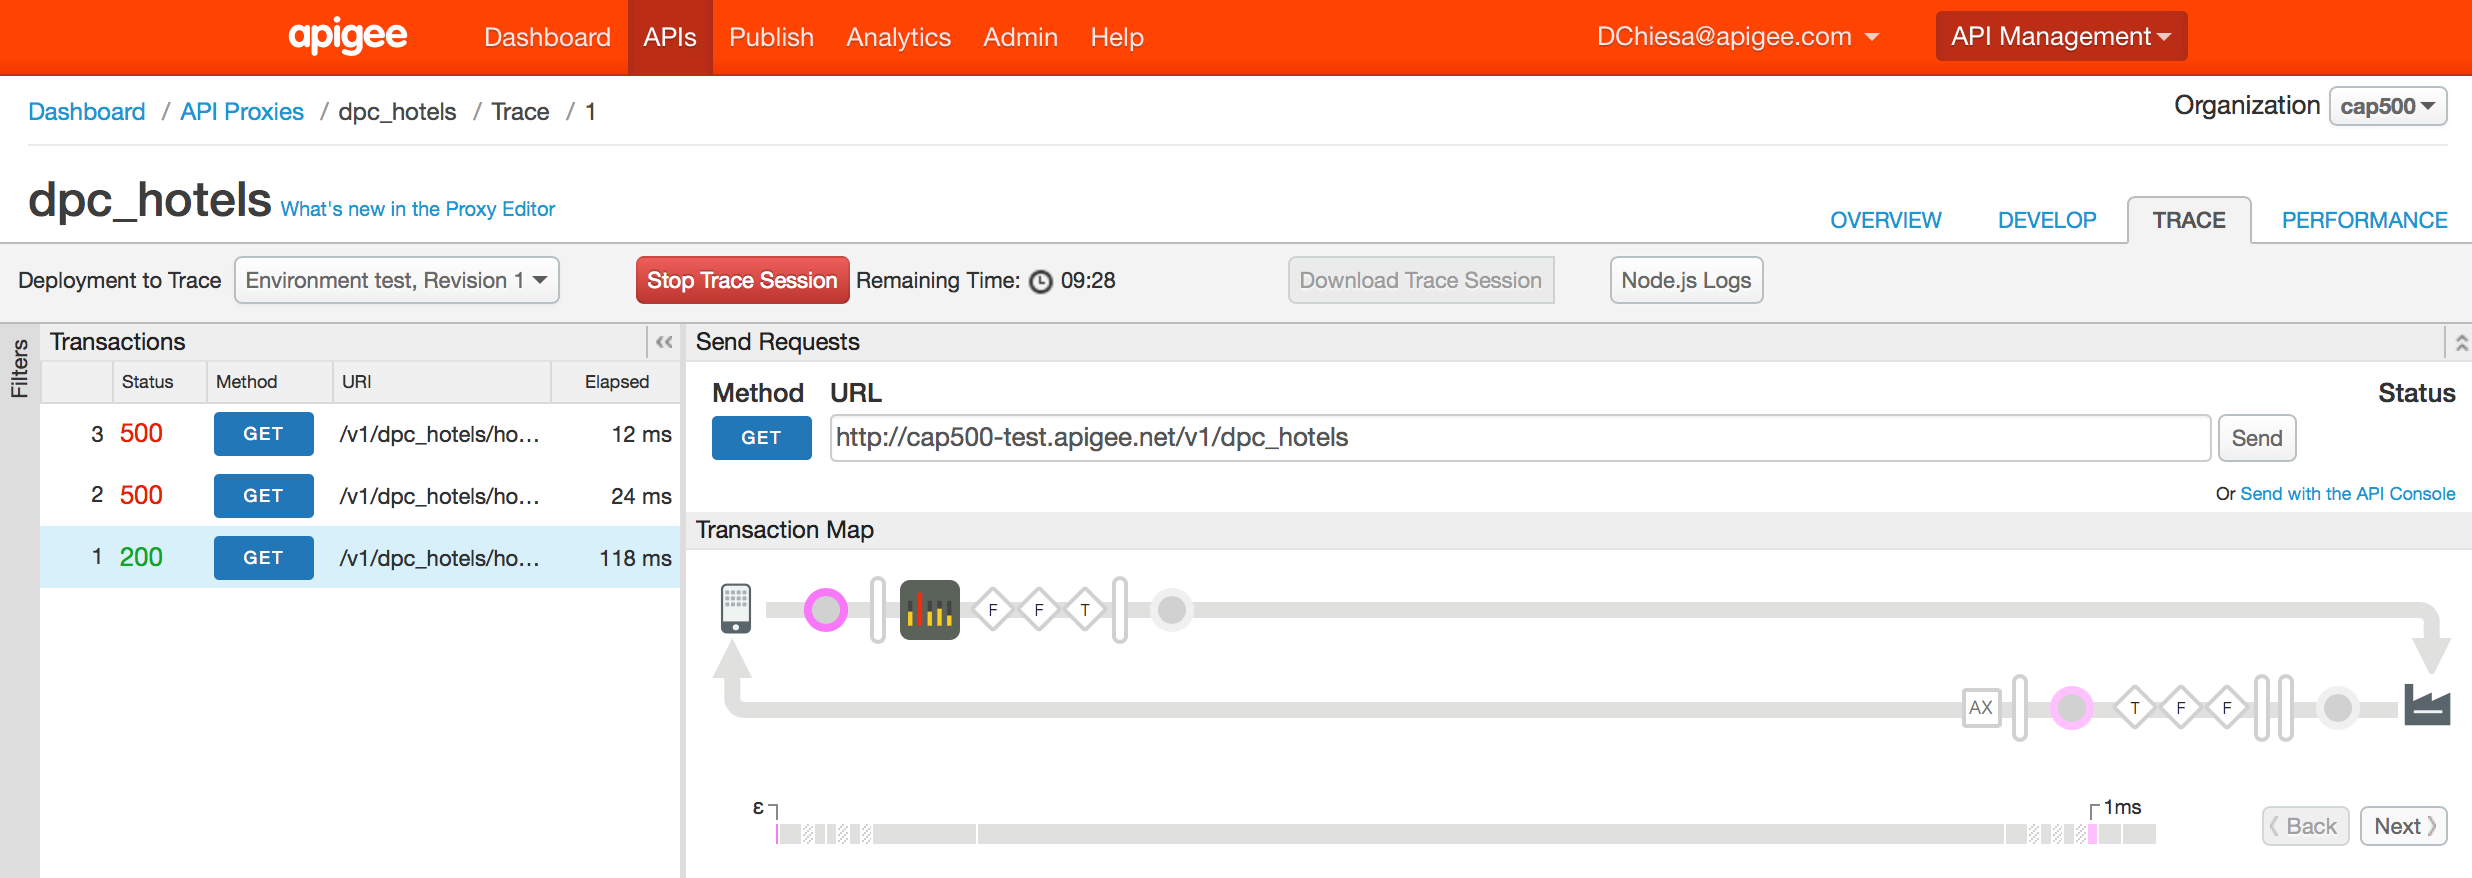 apigee Dashboard APIs Publish Analytics Admin Help DChiesa@apigee.com API Management
Dashboard / API Proxies / dpc_hotels / Trace / 1 Organization cap500
dpc_hotels What's new in the Proxy Editor OVERVIEW DEVELOP TRACE PERFORMANCE
Deployment to Trace Environment test, Revision 1 Stop Trace Session Remaining Time: 09:28 Download Trace Session Node.js Logs
Filters
Transactions «
Status Method URI Elapsed
3 500 GET /v1/dpc_hotels/ho... 12 ms
2 500 GET /v1/dpc_hotels/ho... 24 ms
1 200 GET /v1/dpc_hotels/ho... 118 ms
Send Requests
Method URL Status
GET http://cap500-test.apigee.net/v1/dpc_hotels Send
Or Send with the API Console
Transaction Map
F F T
AX T F F
ε 1ms
Back Next